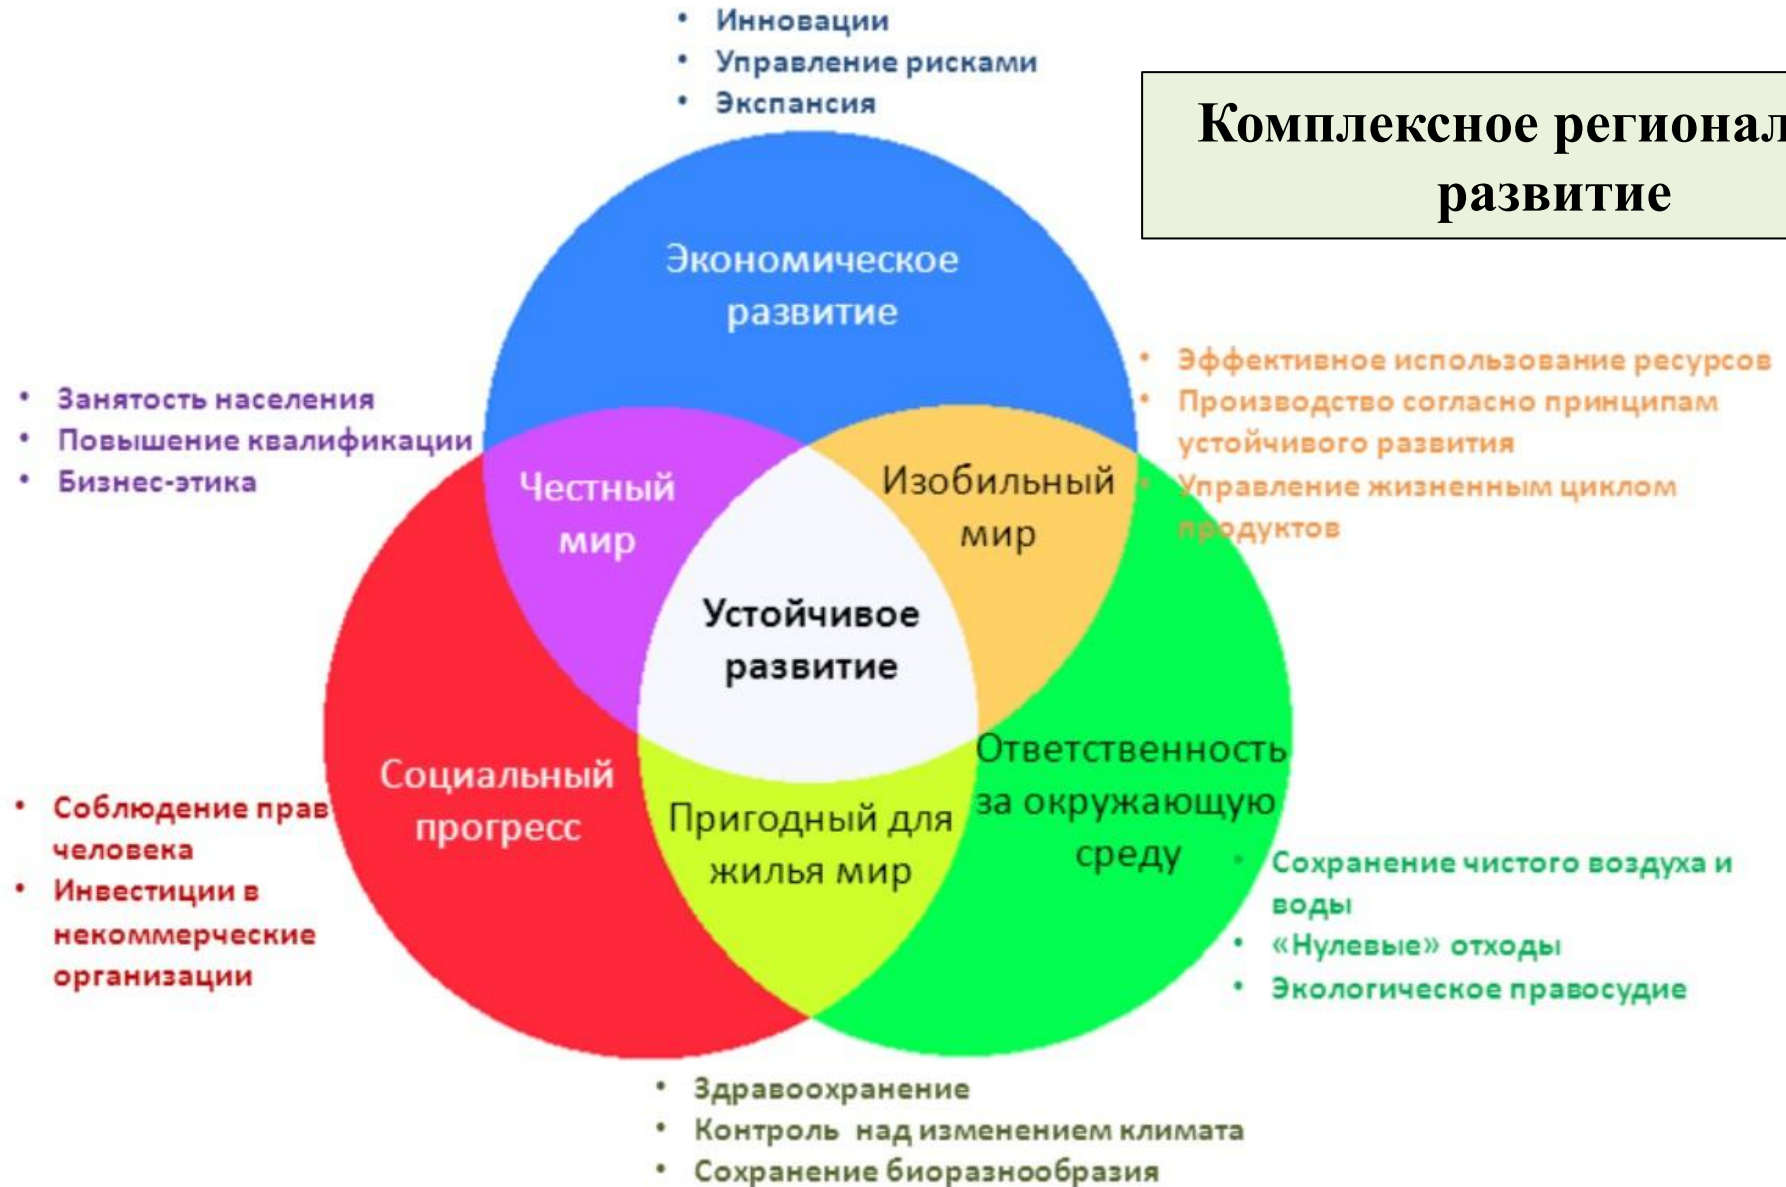 • Инновации
• Управление рисками
• Экспансия
Комплексное регионал
развитие
Экономическое
развитие
• Занятость населения
• Повышение квалификации
• Бизнес-этика
• Эффективное использование ресурсов
• Производство согласно принципам
устойчивого развития
• Управление жизненным циклом
продуктов
Честный
мир
Изобильный
мир
Устойчивое
развитие
Социальный
прогресс
Пригодный для
жилья мир
Ответственность
за окружающую
среду
• Соблюдение прав
человека
• Инвестиции в
некоммерческие
организации
• Сохранение чистого воздуха и
воды
• «Нулевые» отходы
• Экологическое правосудие
• Здравоохранение
• Контроль над изменением климата
• Сохранение биоразнообразия